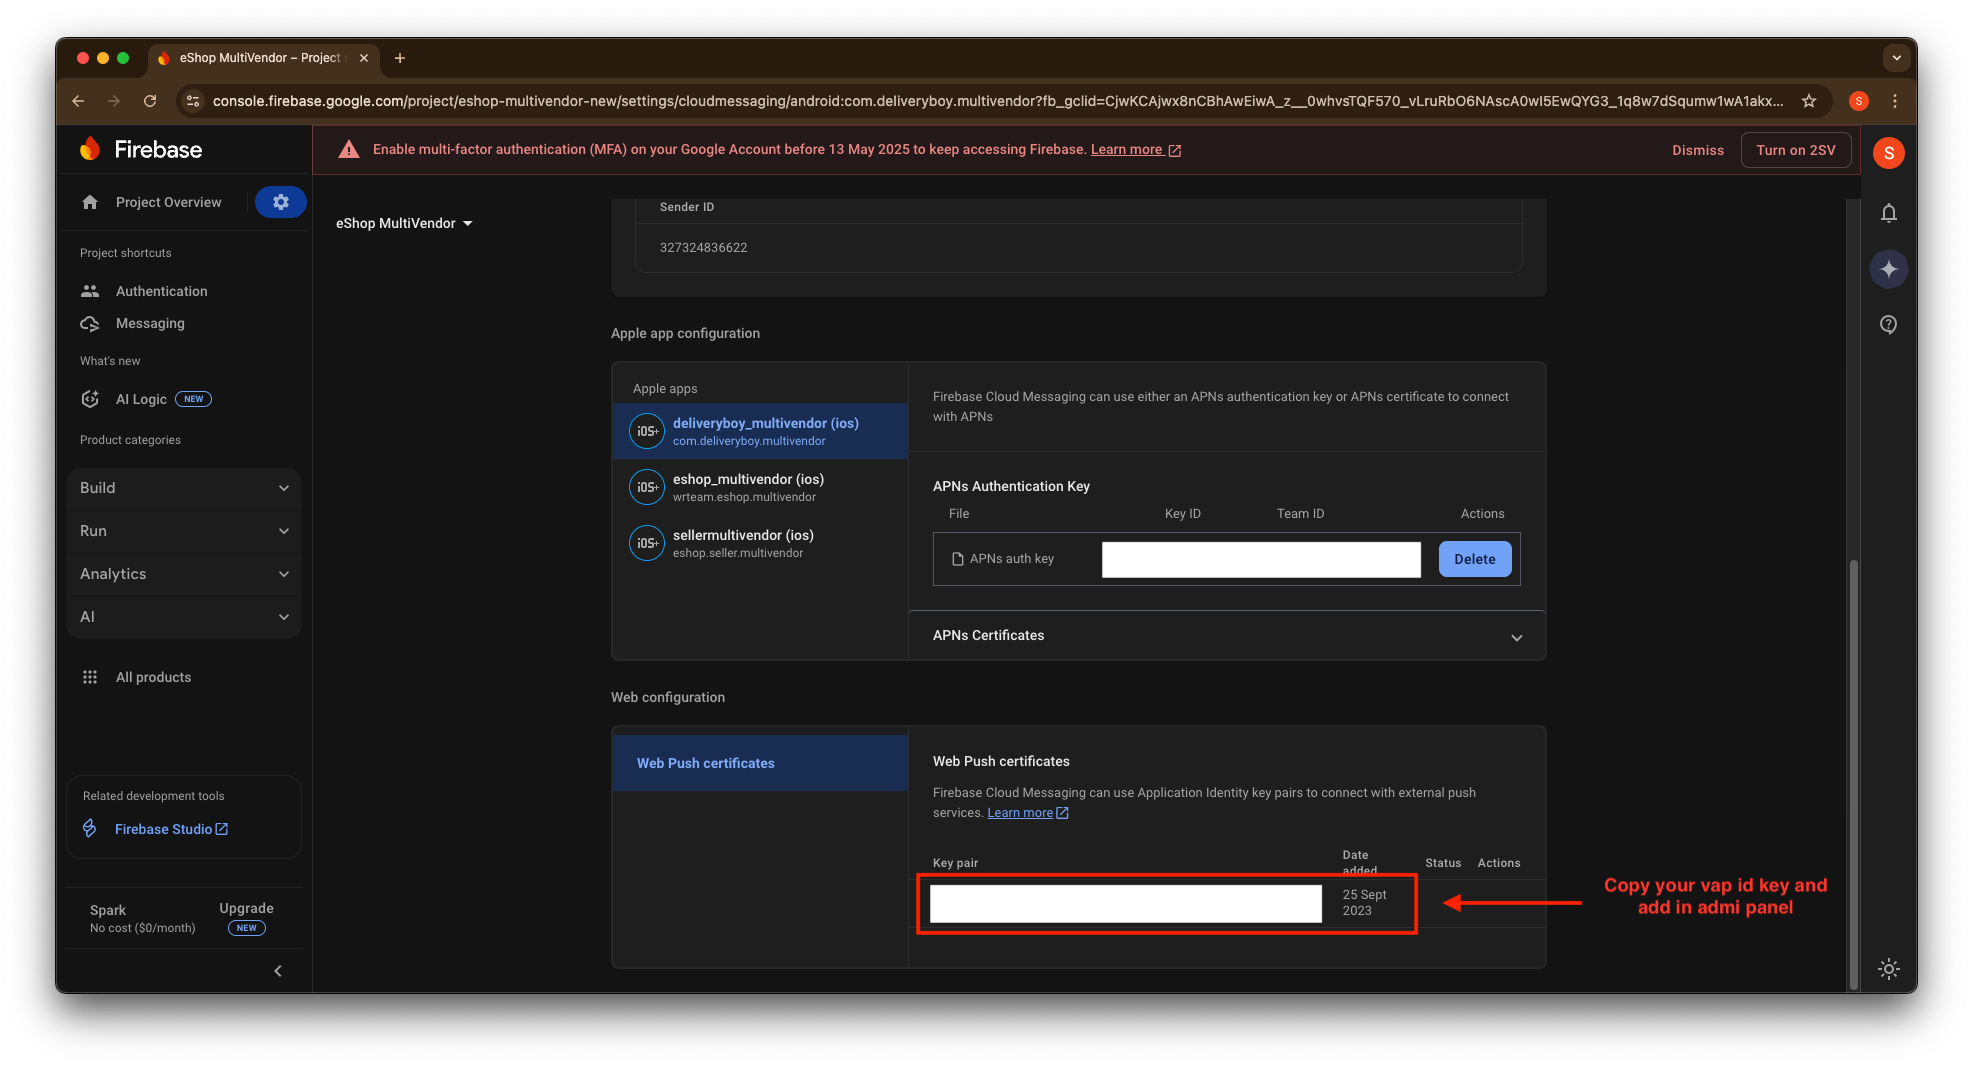 eShop MultiVendor – Project
console.firebase.google.com/project/eshop-multivendor-new/settings/cloudmessaging/android:com.deliveryboy.multivendor?fb_gclid=CjwKCAjwx8nCBhAwEiwA_z__0whvsTQF570_vLruRbO6NAscA0wI5EwQYG3_1q8w7dSqumw1wA1akx...
S
Firebase
Enable multi-factor authentication (MFA) on your Google Account before 13 May 2025 to keep accessing Firebase. Learn more
Dismiss
Turn on 2SV
S
Project Overview
eShop MultiVendor
Project shortcuts
Authentication
Messaging
What's new
AI Logic NEW
Product categories
Build
Run
Analytics
AI
All products
Related development tools
Firebase Studio
Spark
No cost ($0/month)
Upgrade
NEW
Sender ID
327324836622
Apple app configuration
Apple apps
deliveryboy_multivendor (ios)
com.deliveryboy.multivendor
eshop_multivendor (ios)
wrteam.eshop.multivendor
sellermultivendor (ios)
eshop.seller.multivendor
iOS+
iOS+
iOS+
Firebase Cloud Messaging can use either an APNs authentication key or APNs certificate to connect
with APNs
APNs Authentication Key
File Key ID Team ID Actions
APNs auth key
Delete
APNs Certificates
Web configuration
Web Push certificates
Web Push certificates
Firebase Cloud Messaging can use Application Identity key pairs to connect with external push
services. Learn more
Key pair
Date
added
Status Actions
25 Sept
2023
Copy your vap id key and
add in admi panel